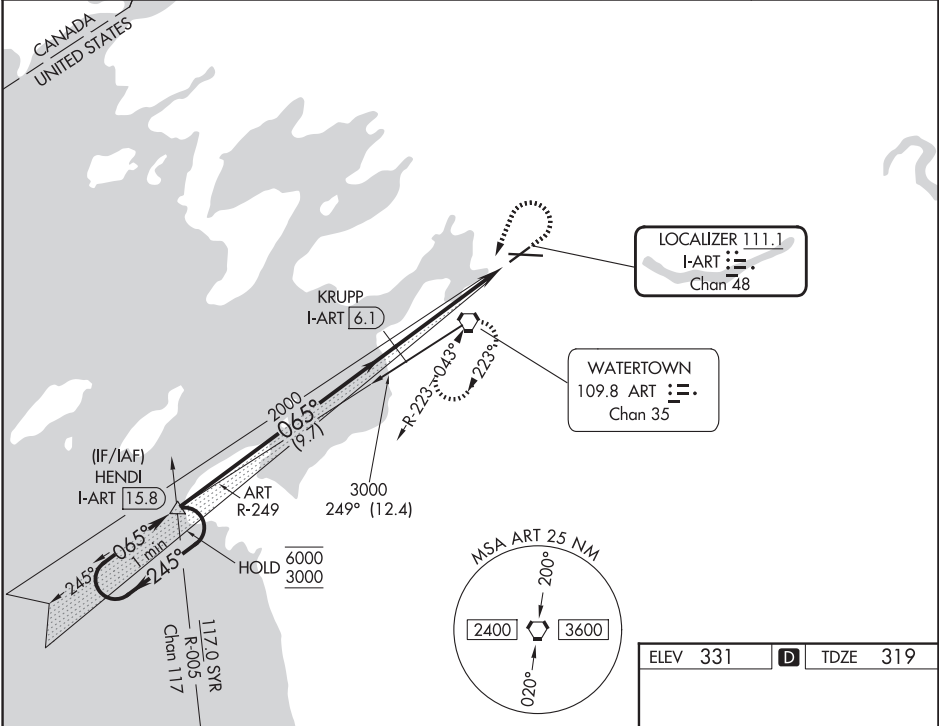 CANADA
UNITED STATES
LOCALIZER 111.1
I-ART
Chan 48
KRUPP
I-ART 6.1
WATERTOWN
109.8 ART
Chan 35
R-223
043°
223°
2000
065°
(9.7)
(IF/IAF)
HENDI
I-ART 15.8
ART
R-249
3000
249° (12.4)
245°
065°
1 min
245°
HOLD 6000
3000
117.0 SYR
R-005
Chan 117
MSA ART 25 NM
200°
2400
3600
020°
ELEV 331 D TDZE 319